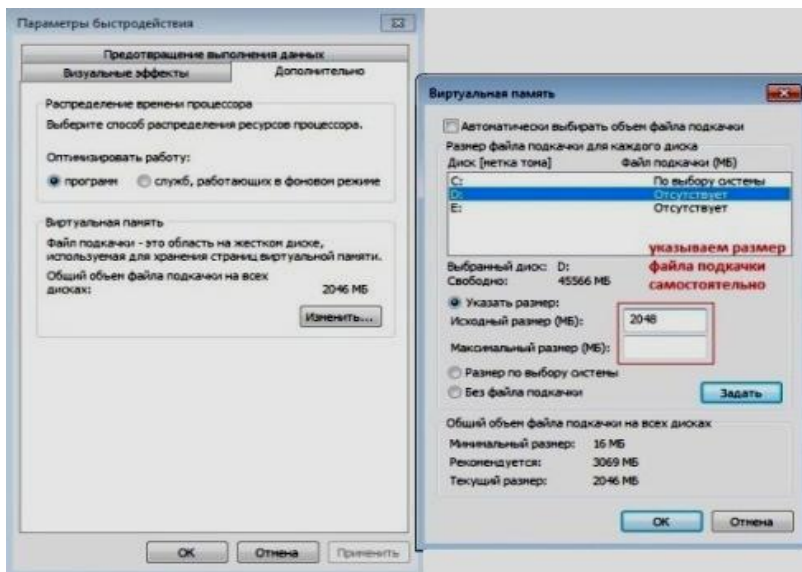 Параметры быстродействия
Предотвращение выполнения данных
Визуальные эффекты
Дополнительно
Распределение времени процессора
Выберите способ распределения ресурсов процессора.
Оптимизировать работу:
программ
служб, работающих в фоновом режиме
Виртуальная память
Файл подкачки - это область на жестком диске,
используемая для хранения страниц виртуальной памяти.
Общий объем файла подкачки на всех
дисках:
2046 МБ
Изменить...
OK
Отмена
Применить
Виртуальная память
Автоматически выбирать объем файла подкачки
Размер файла подкачки для каждого диска
Диск [метка тома]
Файл подкачки (МБ)
C:
По выбору системы
D:
Отсутствует
E:
Отсутствует
указываем размер
файла подкачки
самостоятельно
Выбранный диск: D:
Свободно: 45566 МБ
Указать размер:
Исходный размер (МБ): 2048
Максимальный размер (МБ):
Размер по выбору системы
Без файла подкачки
Задать
Общий объем файла подкачки на всех дисках
Минимальный размер: 16 МБ
Рекомендуется: 3069 МБ
Текущий размер: 2046 МБ
OK
Отмена